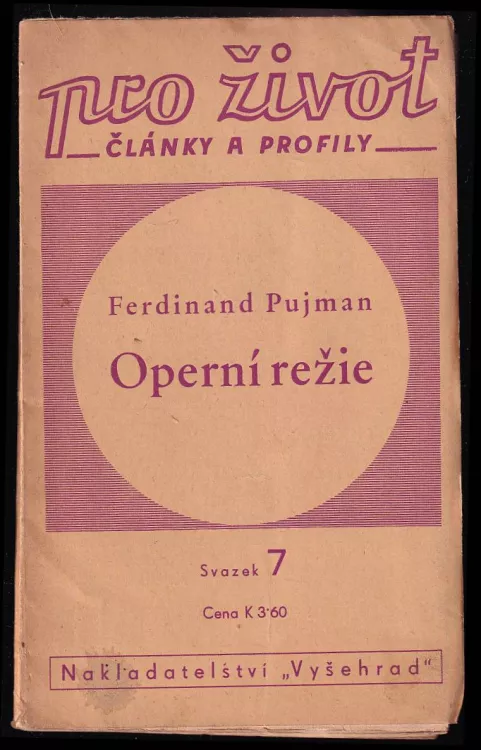 pro život
ČLÁNKY A PROFILY
Ferdinand Pujman
Operní režie
Svazek 7
Cena K 3·60
Nakladatelství „Vyšehrad“